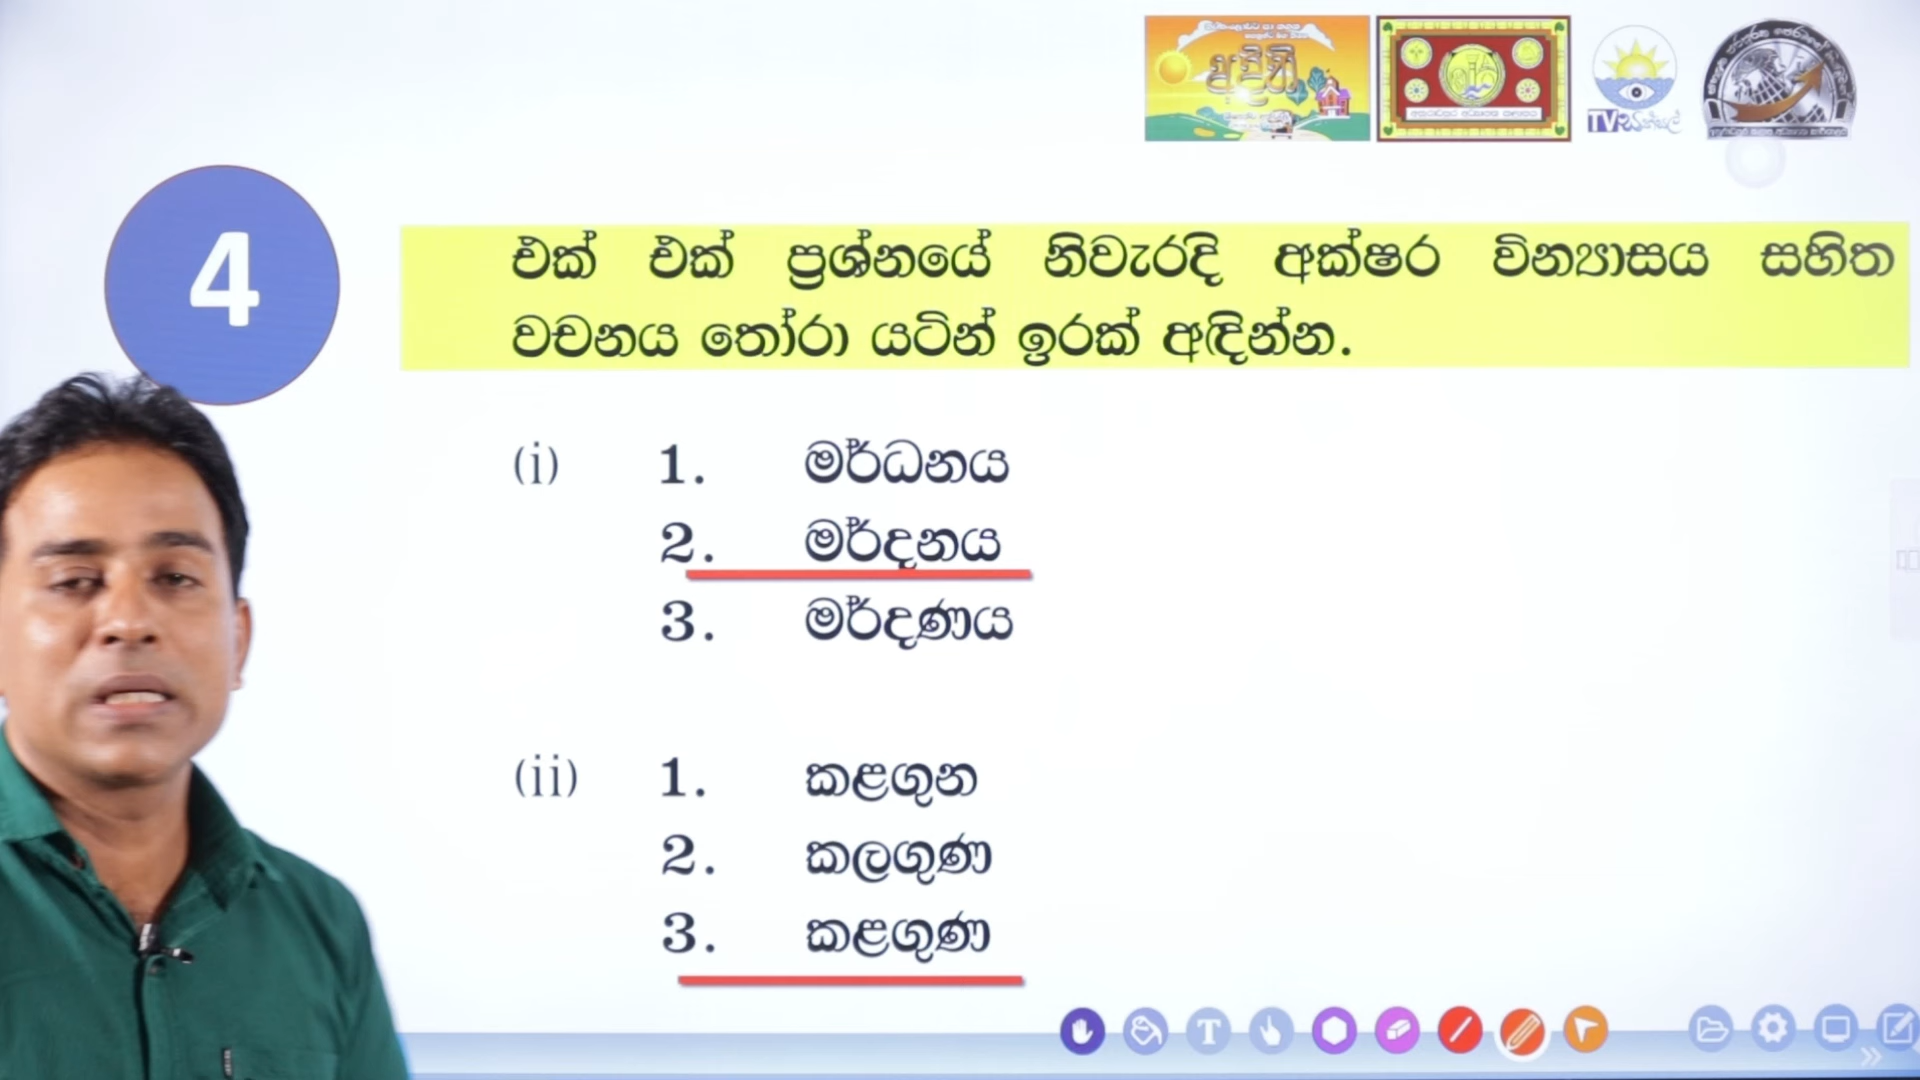 4
එක් එක් ප්‍රශ්නයේ නිවැරදි අක්ෂර වින්‍යාසය සහිත
වචනය තෝරා යටින් ඉරක් අඳින්න.
(i) 1. මර්ධනය
2. මර්දනය
3. මර්දණය
(ii) 1. කළගුන
2. කලගුණ
3. කළගුණ
TV
T